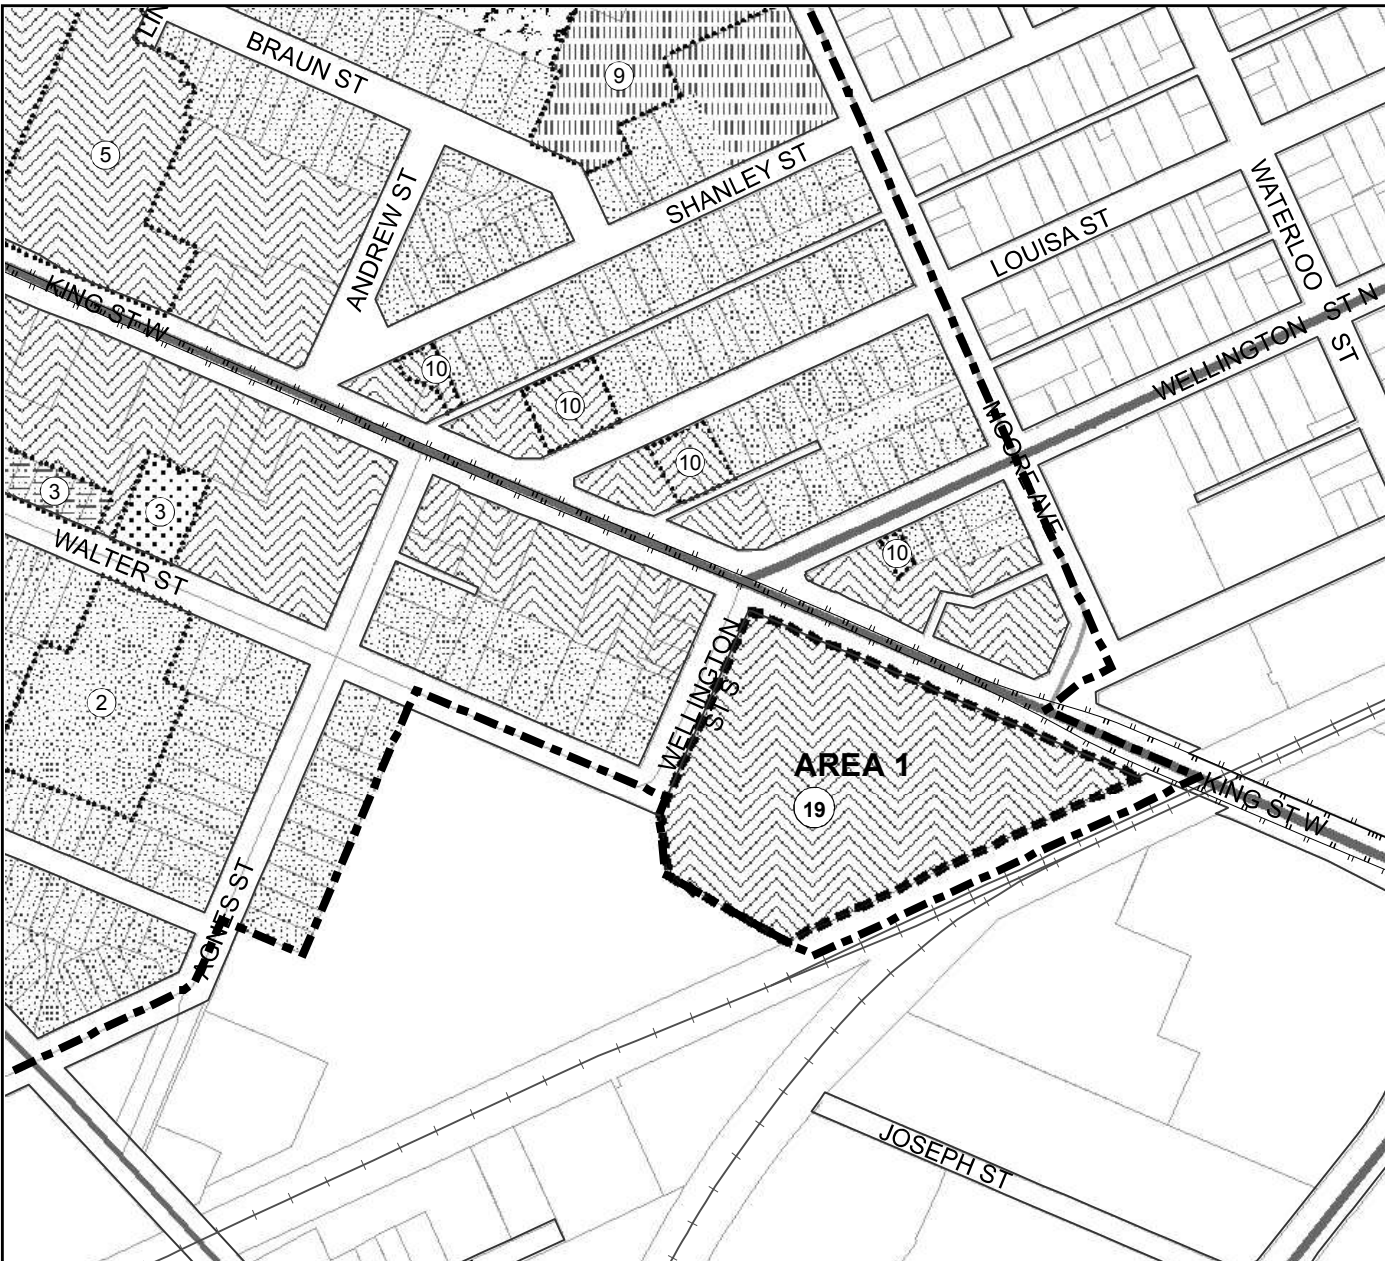 LIN
BRAUN ST
9
5
ANDREW ST
SHANLEY ST
WATERLOO ST
LOUISA ST
KING ST W
WELLINGTON ST N
10
10
10
MOORE AVE
3
3
WALTER ST
10
2
WELLINGTON
ST S
AREA 1
19
KING ST W
AGNES ST
JOSEPH ST